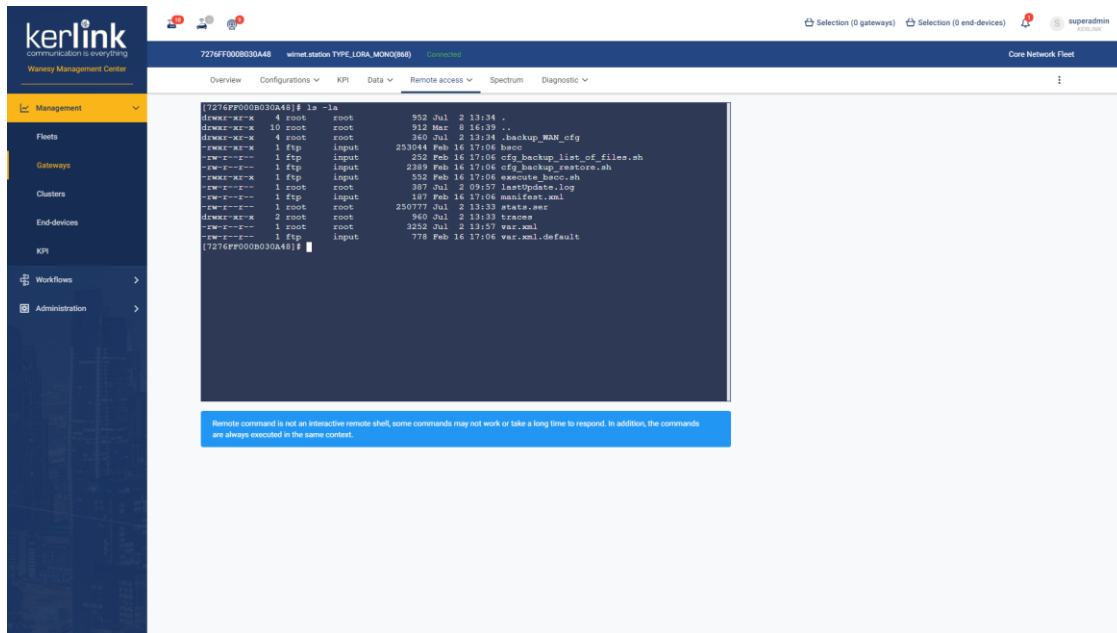 kerlink
communication is everything
Wanesy Management Center
Management
Fleets
Gateways
Clusters
End-devices
KPI
Workflows
Administration
Selection (0 gateways) Selection (0 end-devices) S superadmin
KERLINK
7276FF000B030A48 wirnet.station TYPE_LORA_MONO(868) Connected Core Network Fleet
Overview Configurations KPI Data Remote access Spectrum Diagnostic
[7276FF000B030A48]# ls -la
drwxr-xr-x 4 root root 952 Jul 2 13:34 .
drwxr-xr-x 10 root root 912 Mar 8 16:39 ..
drwxr-xr-x 4 root root 360 Jul 2 13:34 .backup_WAN_cfg
-rwxr-xr-x 1 ftp input 253044 Feb 16 17:06 bscc
-rw-r--r-- 1 ftp input 252 Feb 16 17:06 cfg_backup_list_of_files.sh
-rw-r--r-- 1 ftp input 2389 Feb 16 17:06 cfg_backup_restore.sh
-rwxr-xr-x 1 ftp input 552 Feb 16 17:06 execute_bscc.sh
-rw-r--r-- 1 root root 387 Jul 2 09:57 lastUpdate.log
-rw-r--r-- 1 ftp input 187 Feb 16 17:06 manifest.xml
-rw-r--r-- 1 root root 250777 Jul 2 13:33 stats.ser
drwxr-xr-x 2 root root 960 Jul 2 13:33 traces
-rw-r--r-- 1 root root 3252 Jul 2 13:57 var.xml
-rw-r--r-- 1 ftp input 778 Feb 16 17:06 var.xml.default
[7276FF000B030A48]#
Remote command is not an interactive remote shell, some commands may not work or take a long time to respond. In addition, the commands
are always executed in the same context.